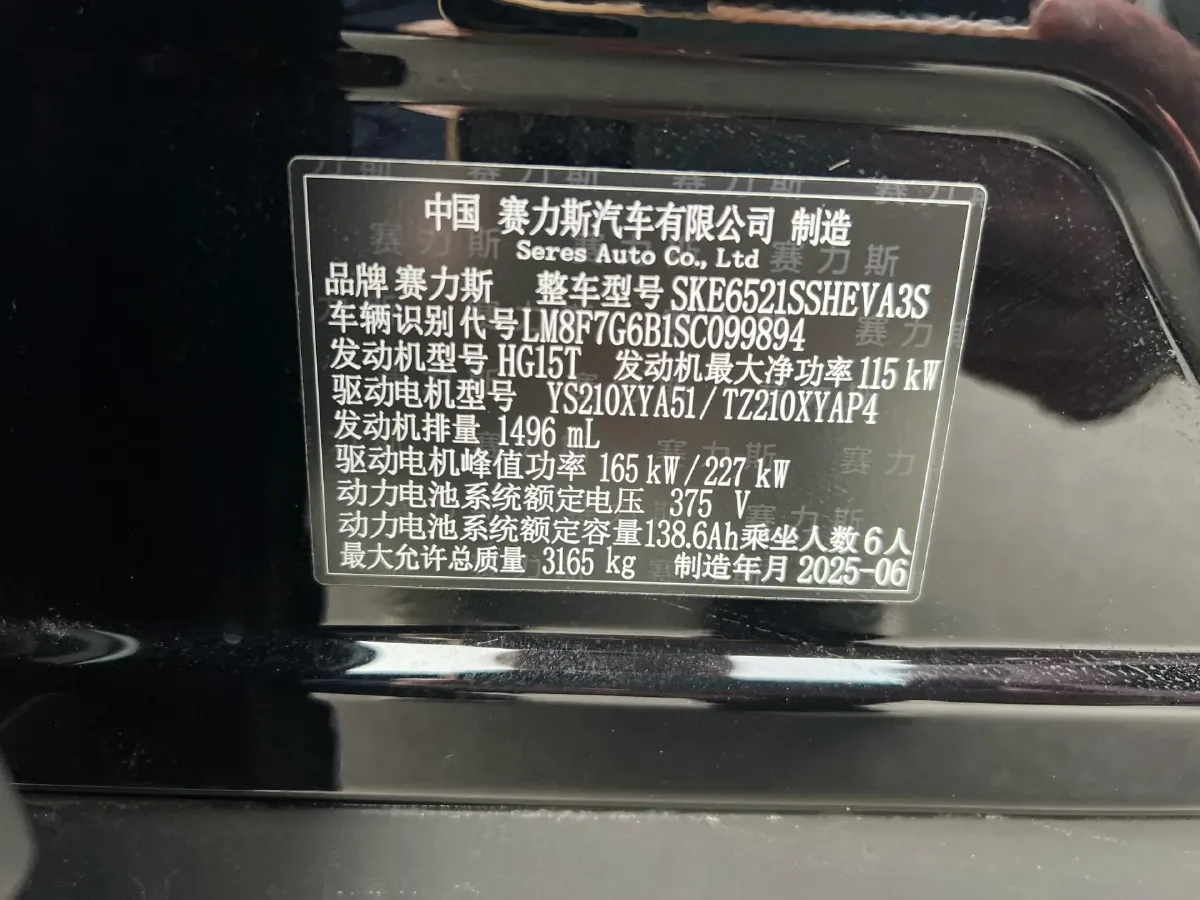 中国 赛力斯汽车有限公司 制造
Seres Auto Co., Ltd
品牌 赛力斯 整车型号 SKE6521SSHEVA3S
车辆识别代号 LM8F7G6B1SC099894
发动机型号 HG15T 发动机最大净功率 115 kW
驱动电机型号 YS210XYA51/TZ210XYAP4
发动机排量 1496 mL
驱动电机峰值功率 165 kW/227 kW
动力电池系统额定电压 375 V
动力电池系统额定容量 138.6Ah 乘坐人数 6人
最大允许总质量 3165 kg 制造年月 2025-06